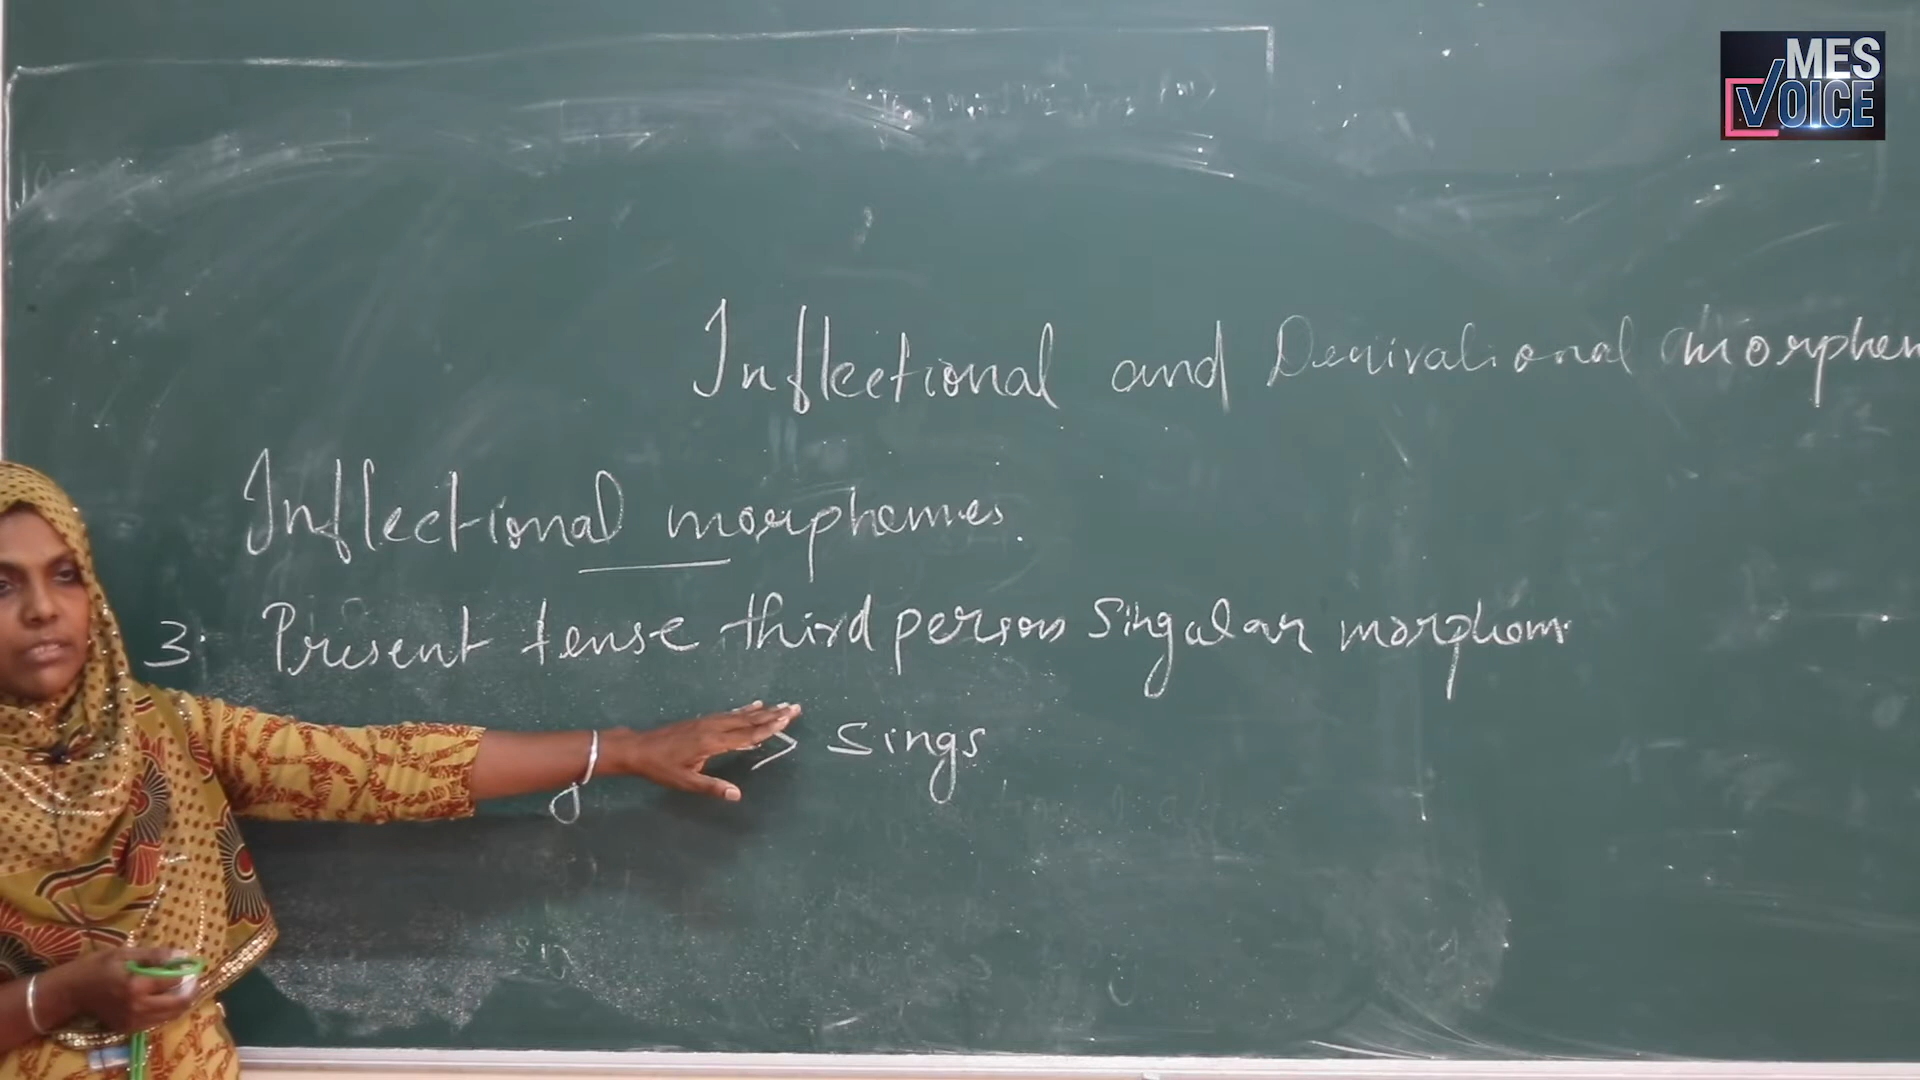 MES
VOICE
Inflectional and Derivational morphem
Inflectional morphemes.
3. Present tense third person Singular morphem.
> sings